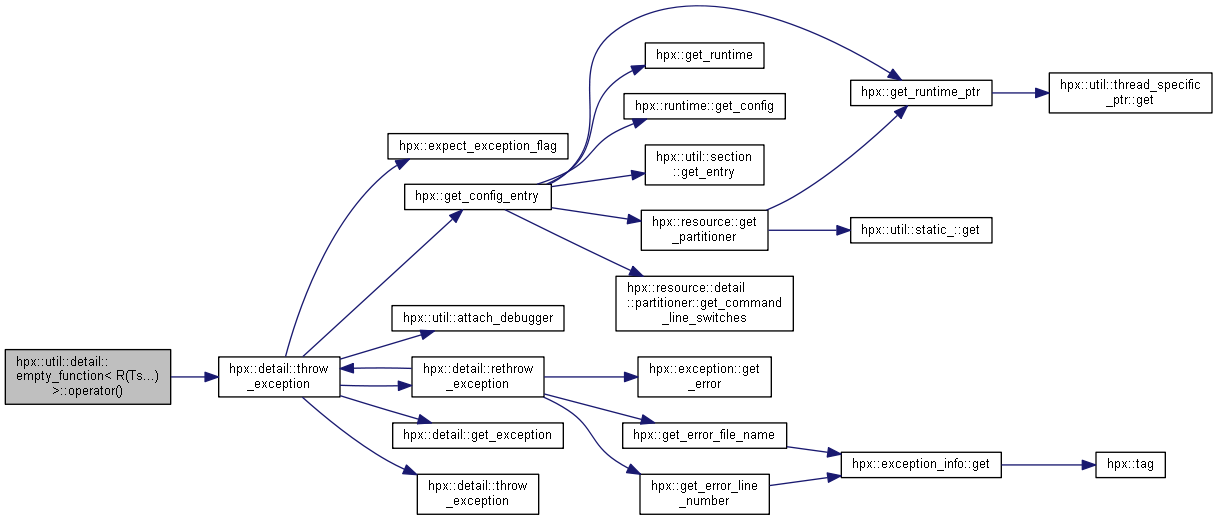 hpx::util::detail::
empty_function< R(Ts...)
>::operator()
hpx::detail::throw
_exception
hpx::expect_exception_flag
hpx::get_config_entry
hpx::util::attach_debugger
hpx::detail::rethrow
_exception
hpx::detail::get_exception
hpx::detail::throw
_exception
hpx::get_runtime
hpx::runtime::get_config
hpx::util::section
::get_entry
hpx::resource::get
_partitioner
hpx::resource::detail
::partitioner::get_command
_line_switches
hpx::exception::get
_error
hpx::get_error_file_name
hpx::get_error_line
_number
hpx::get_runtime_ptr
hpx::util::static_::get
hpx::exception_info::get
hpx::util::thread_specific
_ptr::get
hpx::tag